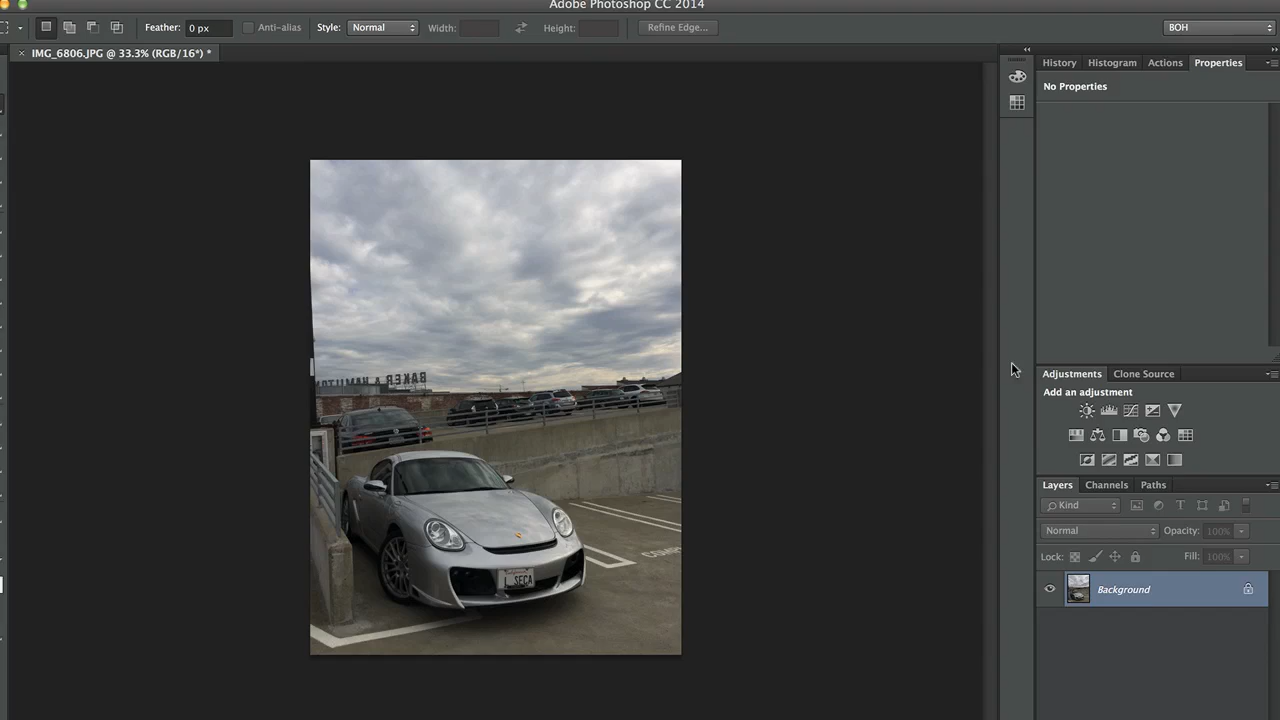 Adobe Photoshop CC 2014
Feather: 0 px Anti-alias Style: Normal Width: Height: Refine Edge... BOH
× IMG_6806.JPG @ 33.3% (RGB/16*) *
History Histogram Actions Properties
No Properties
BAKER & HAMILTON
L SECA
COMP
Adjustments Clone Source
Add an adjustment
Layers Channels Paths
Kind
Normal Opacity: 100%
Lock: Fill: 100%
Background